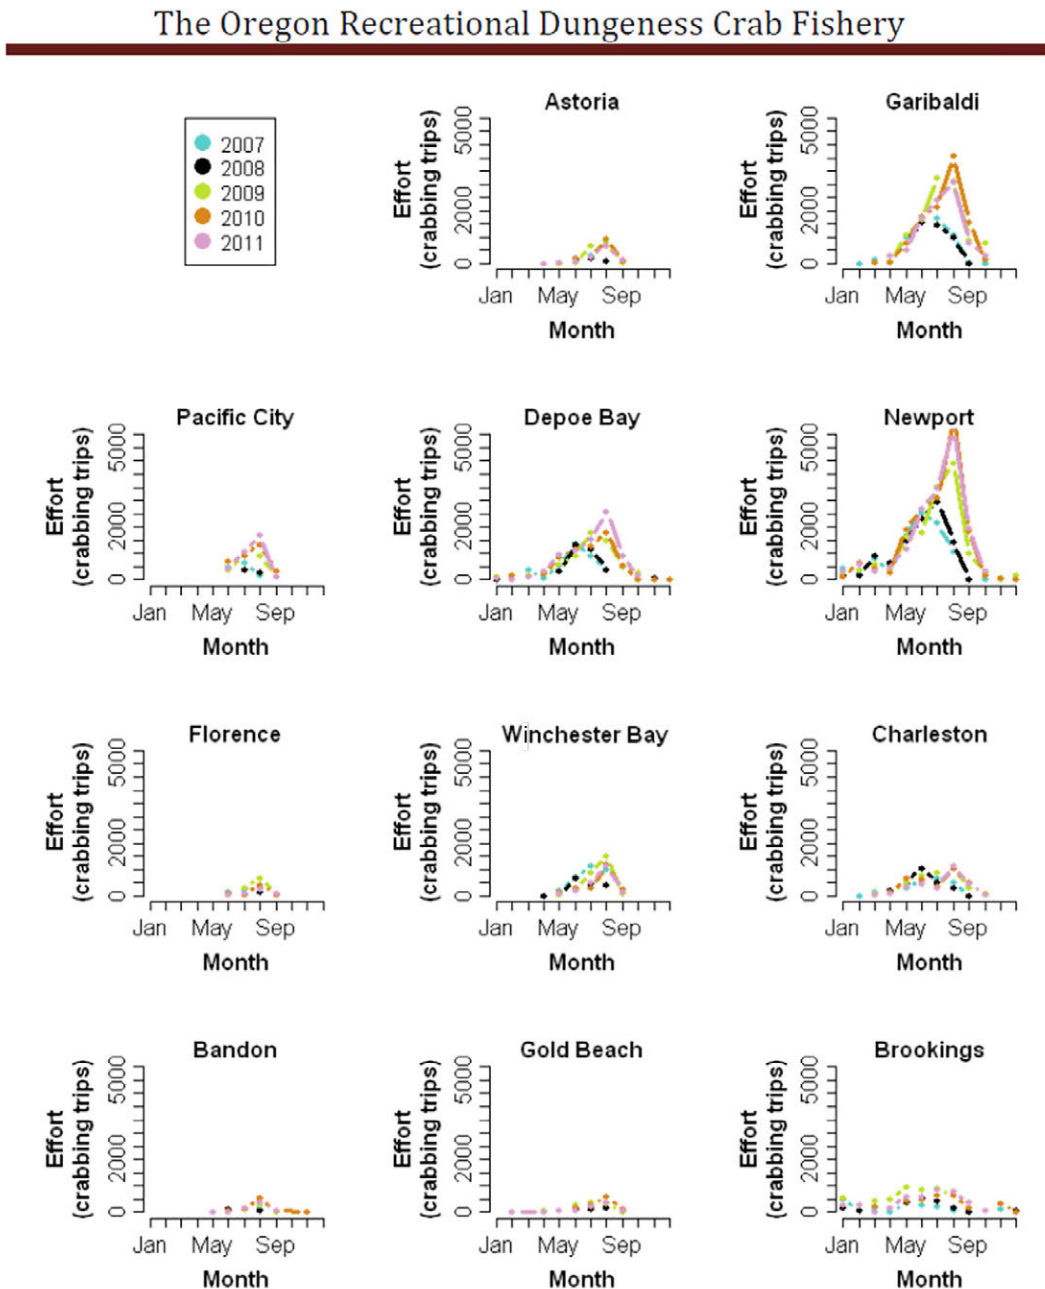 The Oregon Recreational Dungeness Crab Fishery
2007
2008
2009
2010
2011
Astoria
Effort
(crabbing trips)
5000
2000
0
Jan May Sep
Month
Garibaldi
Effort
(crabbing trips)
5000
2000
0
Jan May Sep
Month
Pacific City
Effort
(crabbing trips)
5000
2000
0
Jan May Sep
Month
Depoe Bay
Effort
(crabbing trips)
5000
2000
0
Jan May Sep
Month
Newport
Effort
(crabbing trips)
5000
2000
0
Jan May Sep
Month
Florence
Effort
(crabbing trips)
5000
2000
0
Jan May Sep
Month
Winchester Bay
Effort
(crabbing trips)
5000
2000
0
Jan May Sep
Month
Charleston
Effort
(crabbing trips)
5000
2000
0
Jan May Sep
Month
Bandon
Effort
(crabbing trips)
5000
2000
0
Jan May Sep
Month
Gold Beach
Effort
(crabbing trips)
5000
2000
0
Jan May Sep
Month
Brookings
Effort
(crabbing trips)
5000
2000
0
Jan May Sep
Month